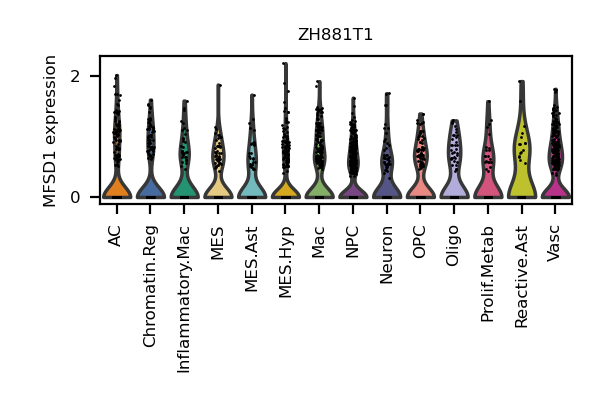 ZH881T1
MFSD1 expression
2
0
AC
Chromatin.Reg
Inflammatory.Mac
MES
MES.Ast
MES.Hyp
Mac
NPC
Neuron
OPC
Oligo
Prolif.Metab
Reactive.Ast
Vasc